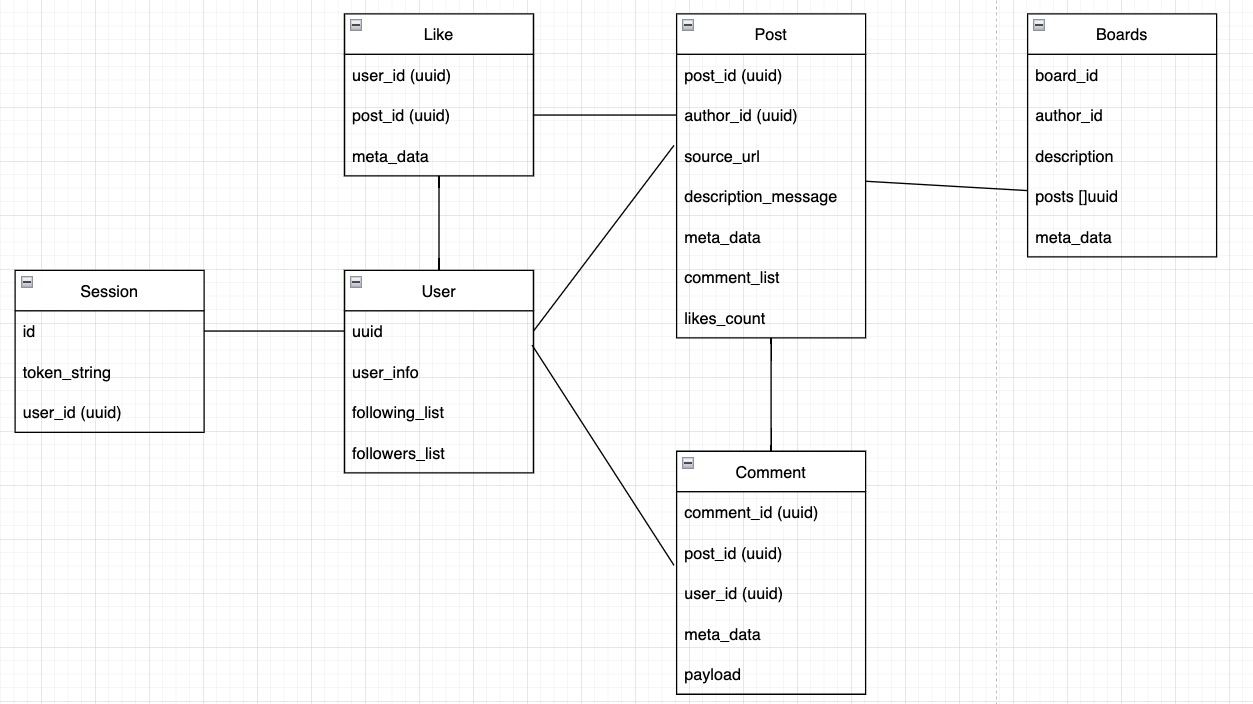 Like
user_id (uuid)
post_id (uuid)
meta_data
Post
post_id (uuid)
author_id (uuid)
source_url
description_message
meta_data
comment_list
likes_count
Boards
board_id
author_id
description
posts []uuid
meta_data
Session
id
token_string
user_id (uuid)
User
uuid
user_info
following_list
followers_list
Comment
comment_id (uuid)
post_id (uuid)
user_id (uuid)
meta_data
payload